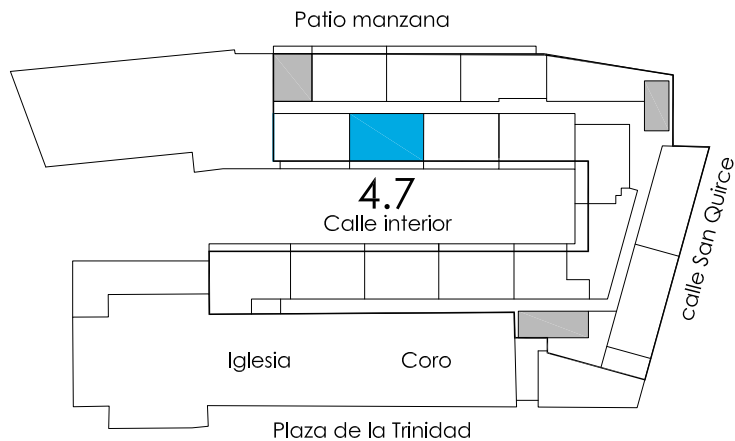 Patio manzana
4.7
Calle interior
calle San Quirce
Iglesia
Coro
Plaza de la Trinidad